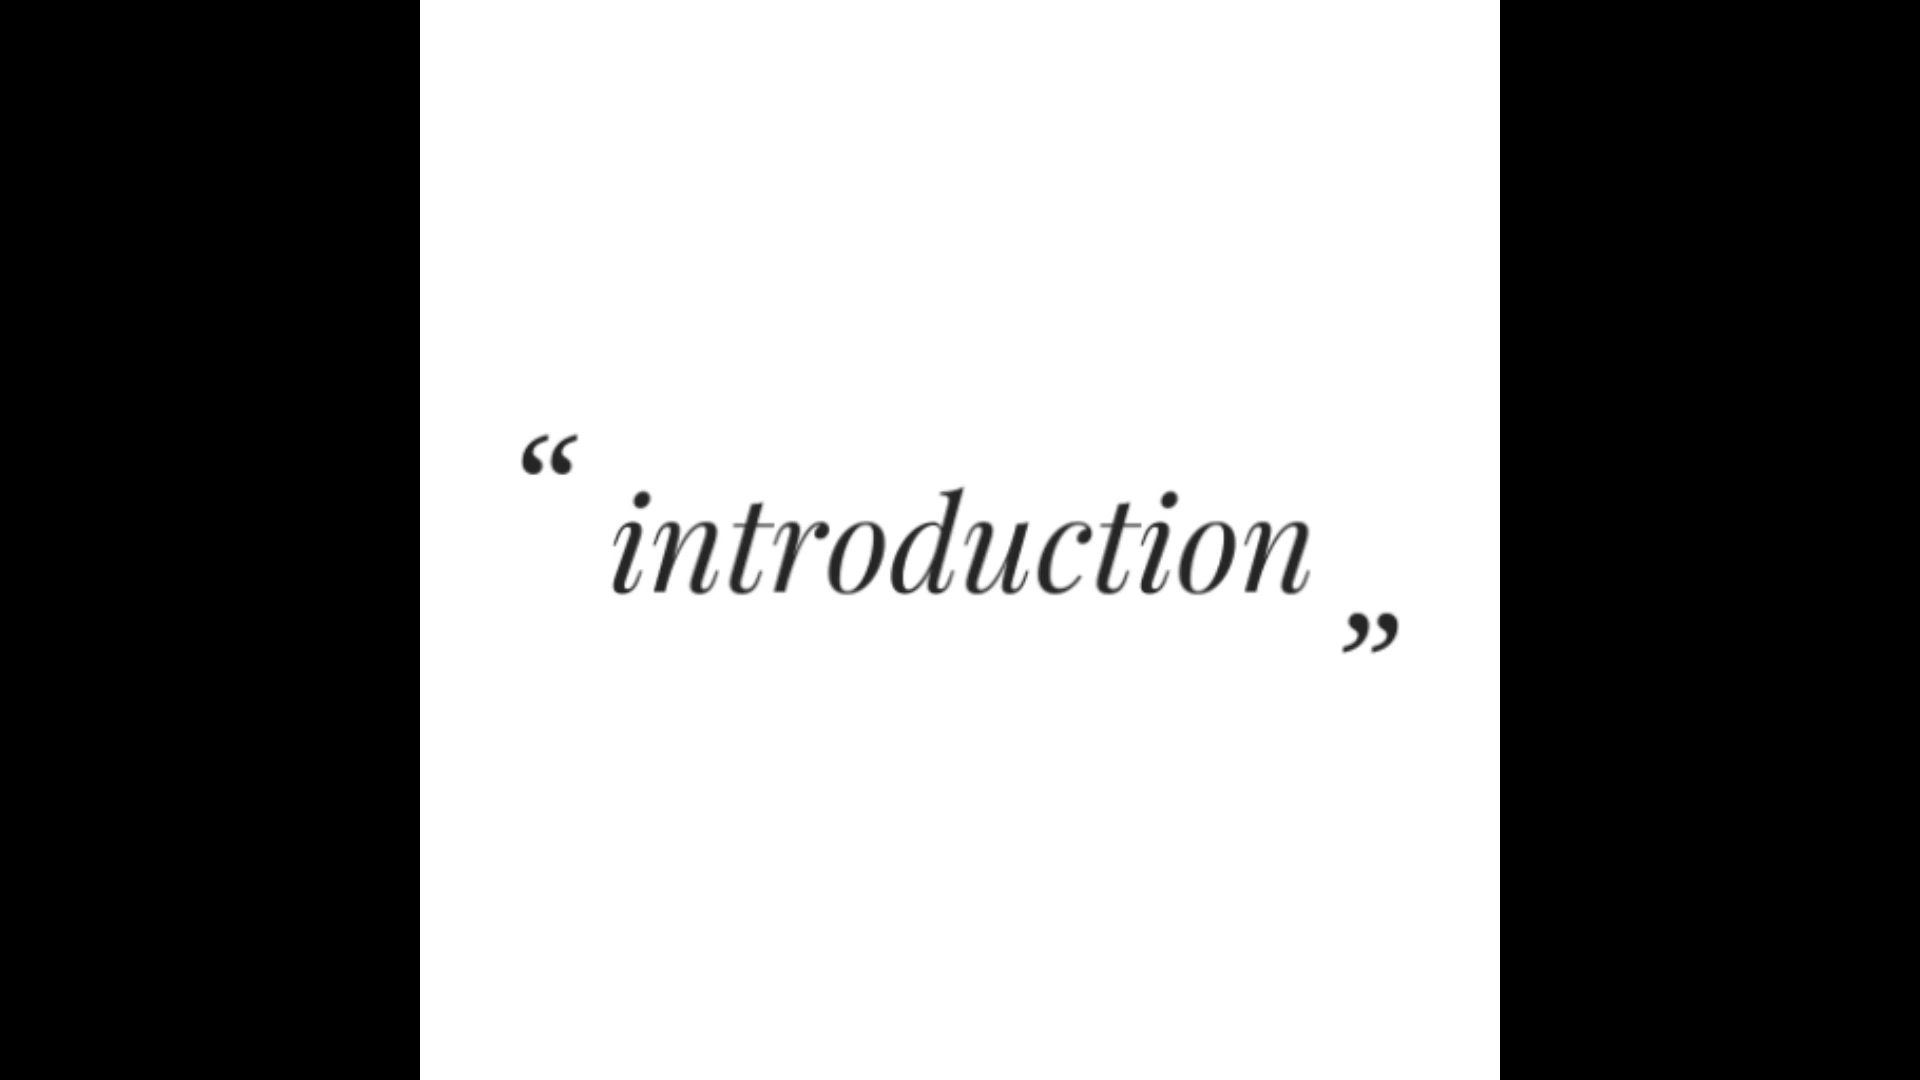 “ introduction ”